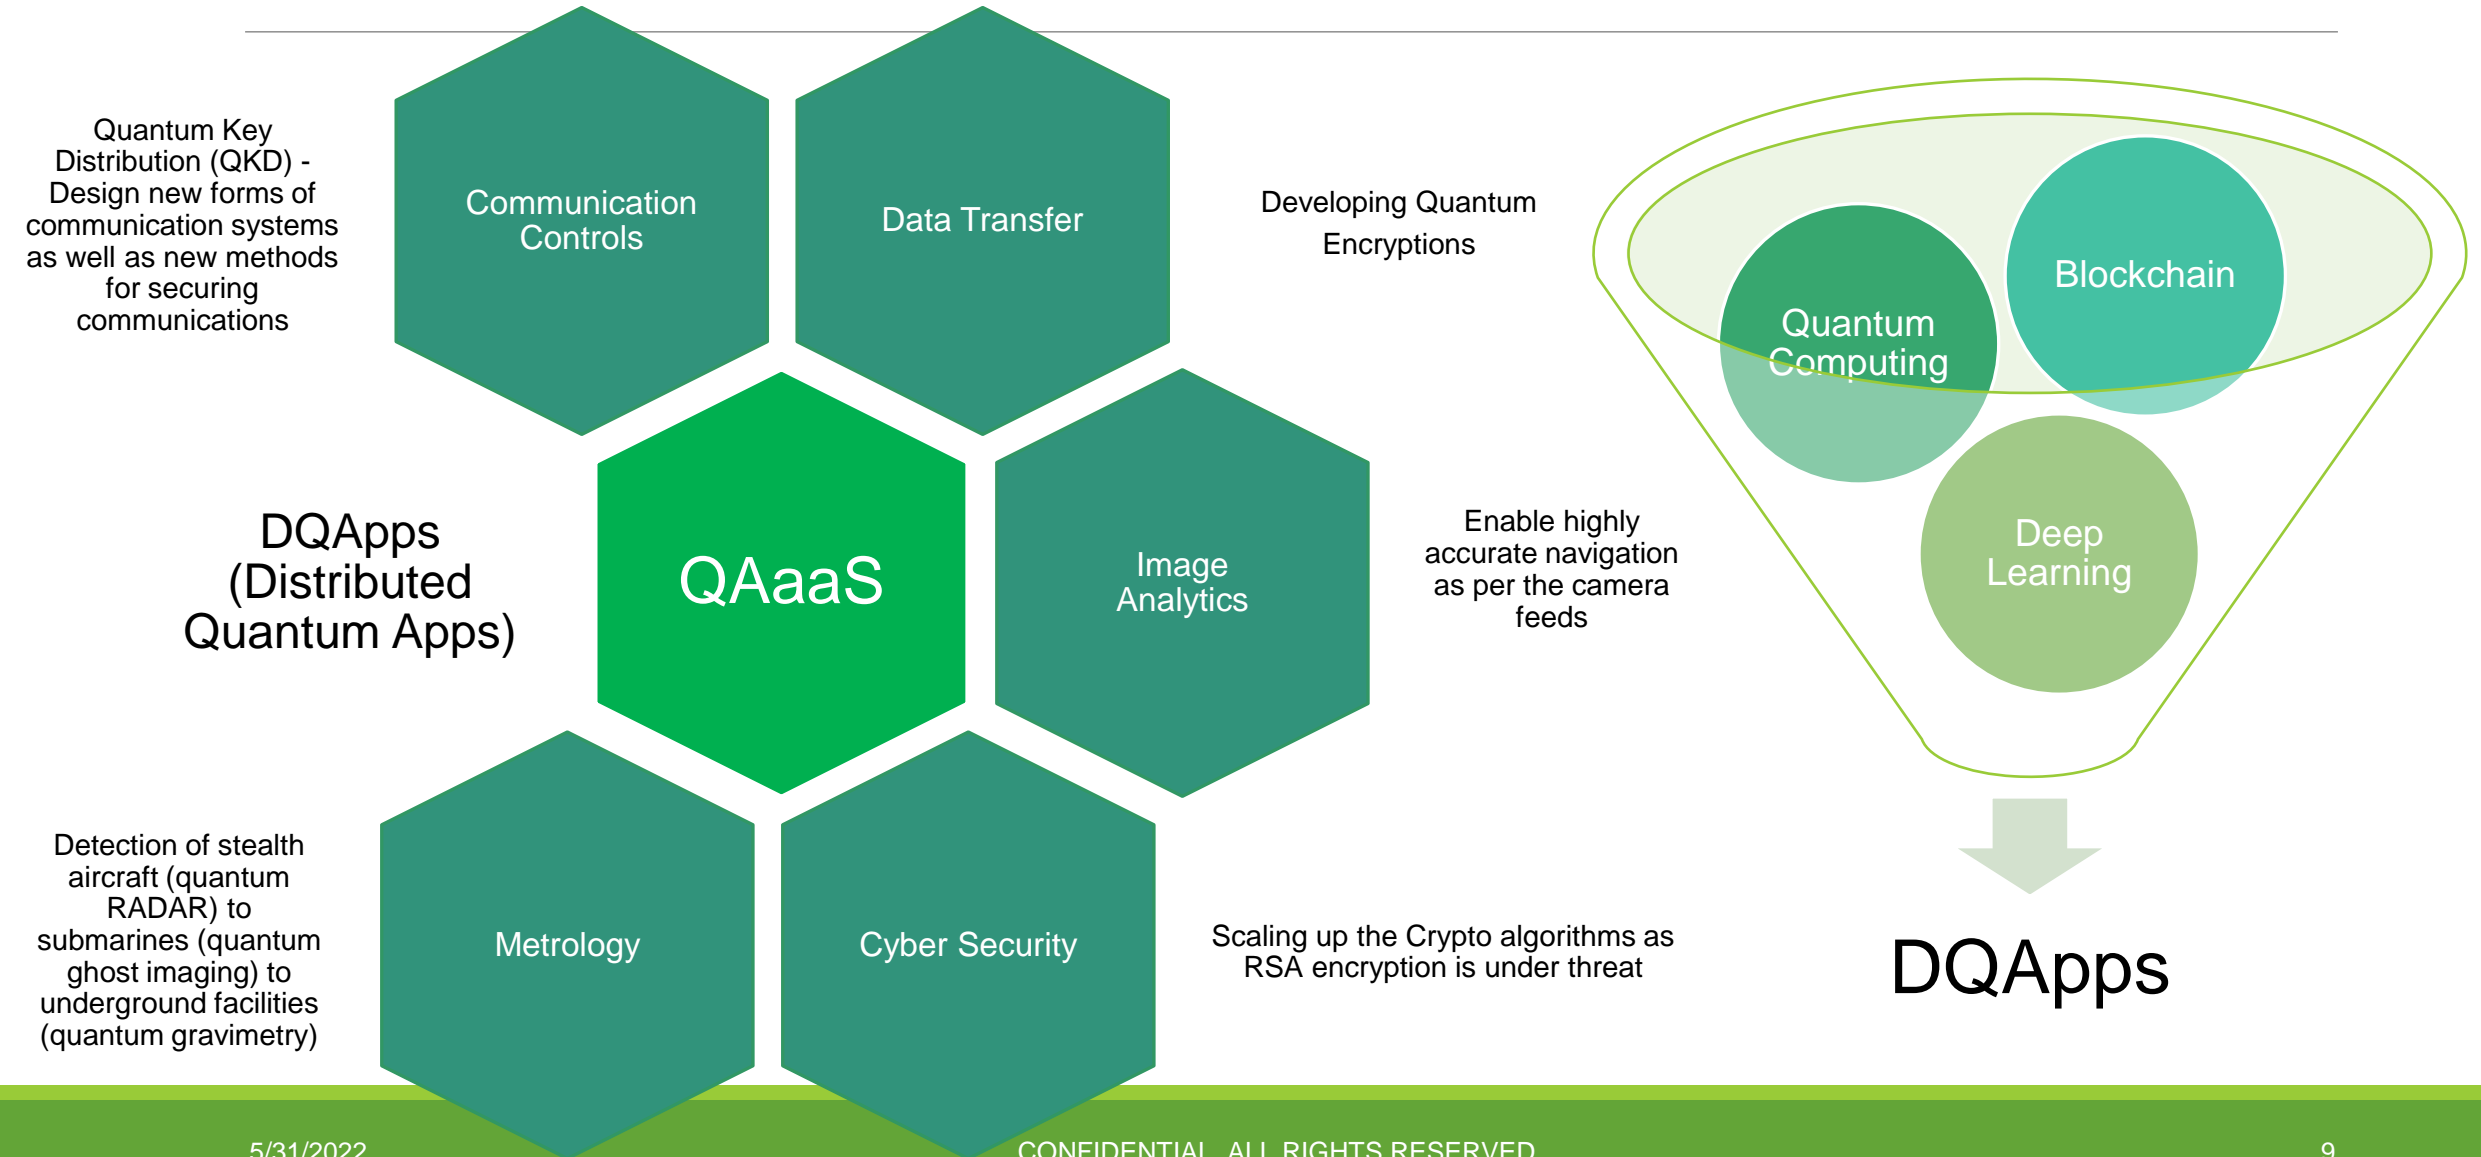 Quantum Key
Distribution (QKD) -
Design new forms of
communication systems
as well as new methods
for securing
communications
Communication
Controls
Data Transfer
Developing Quantum
Encryptions
DQApps
(Distributed
Quantum Apps)
QAaaS
Image
Analytics
Enable highly
accurate navigation
as per the camera
feeds
Detection of stealth
aircraft (quantum
RADAR) to
submarines (quantum
ghost imaging) to
underground facilities
(quantum gravimetry)
Metrology
Cyber Security
Scaling up the Crypto algorithms as
RSA encryption is under threat
Quantum
Computing
Blockchain
Deep
Learning
DQApps
5/31/2022
CONFIDENTIAL. ALL RIGHTS RESERVED
9